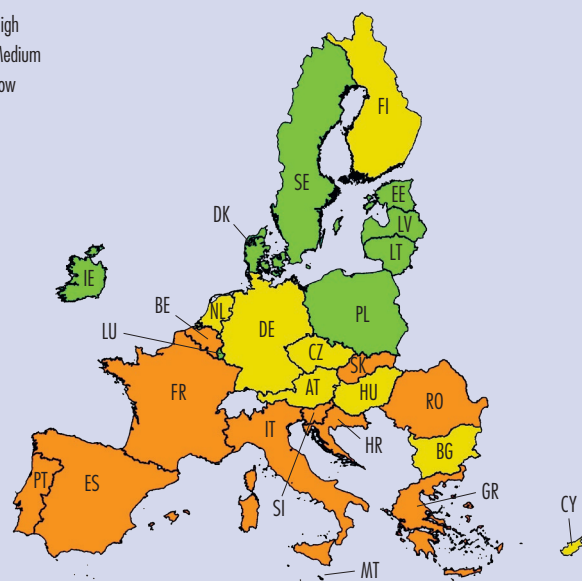 igh
Medium
ow
FI
SE
EE
DK
LV
LT
IE
BE
NL
PL
LU
DE
CZ
SK
FR
AT
HU
RO
IT
HR
BG
PT
ES
GR
SI
CY
MT